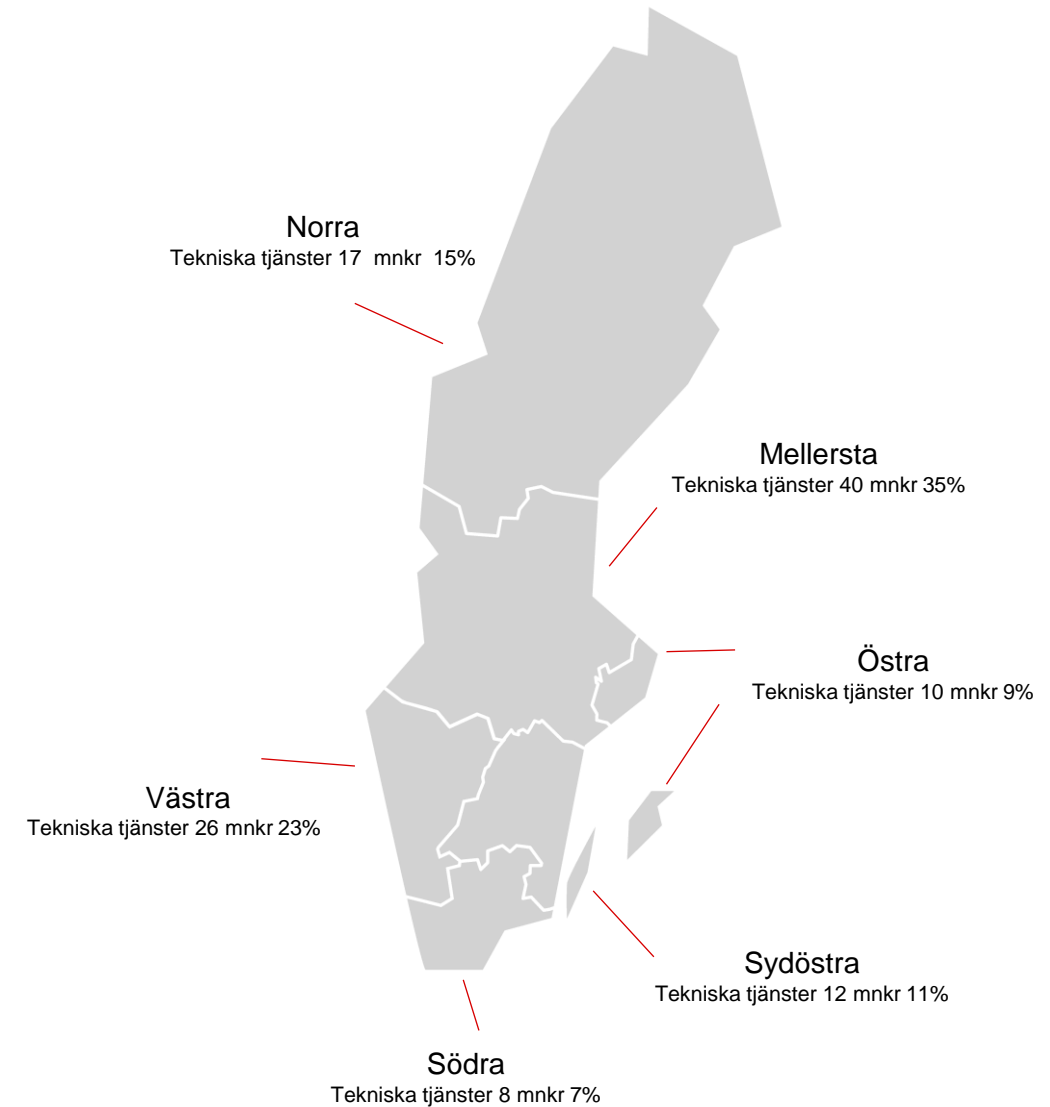 Norra
Tekniska tjänster 17 mnkr 15%
Mellersta
Tekniska tjänster 40 mnkr 35%
Östra
Tekniska tjänster 10 mnkr 9%
Västra
Tekniska tjänster 26 mnkr 23%
Sydöstra
Tekniska tjänster 12 mnkr 11%
Södra
Tekniska tjänster 8 mnkr 7%